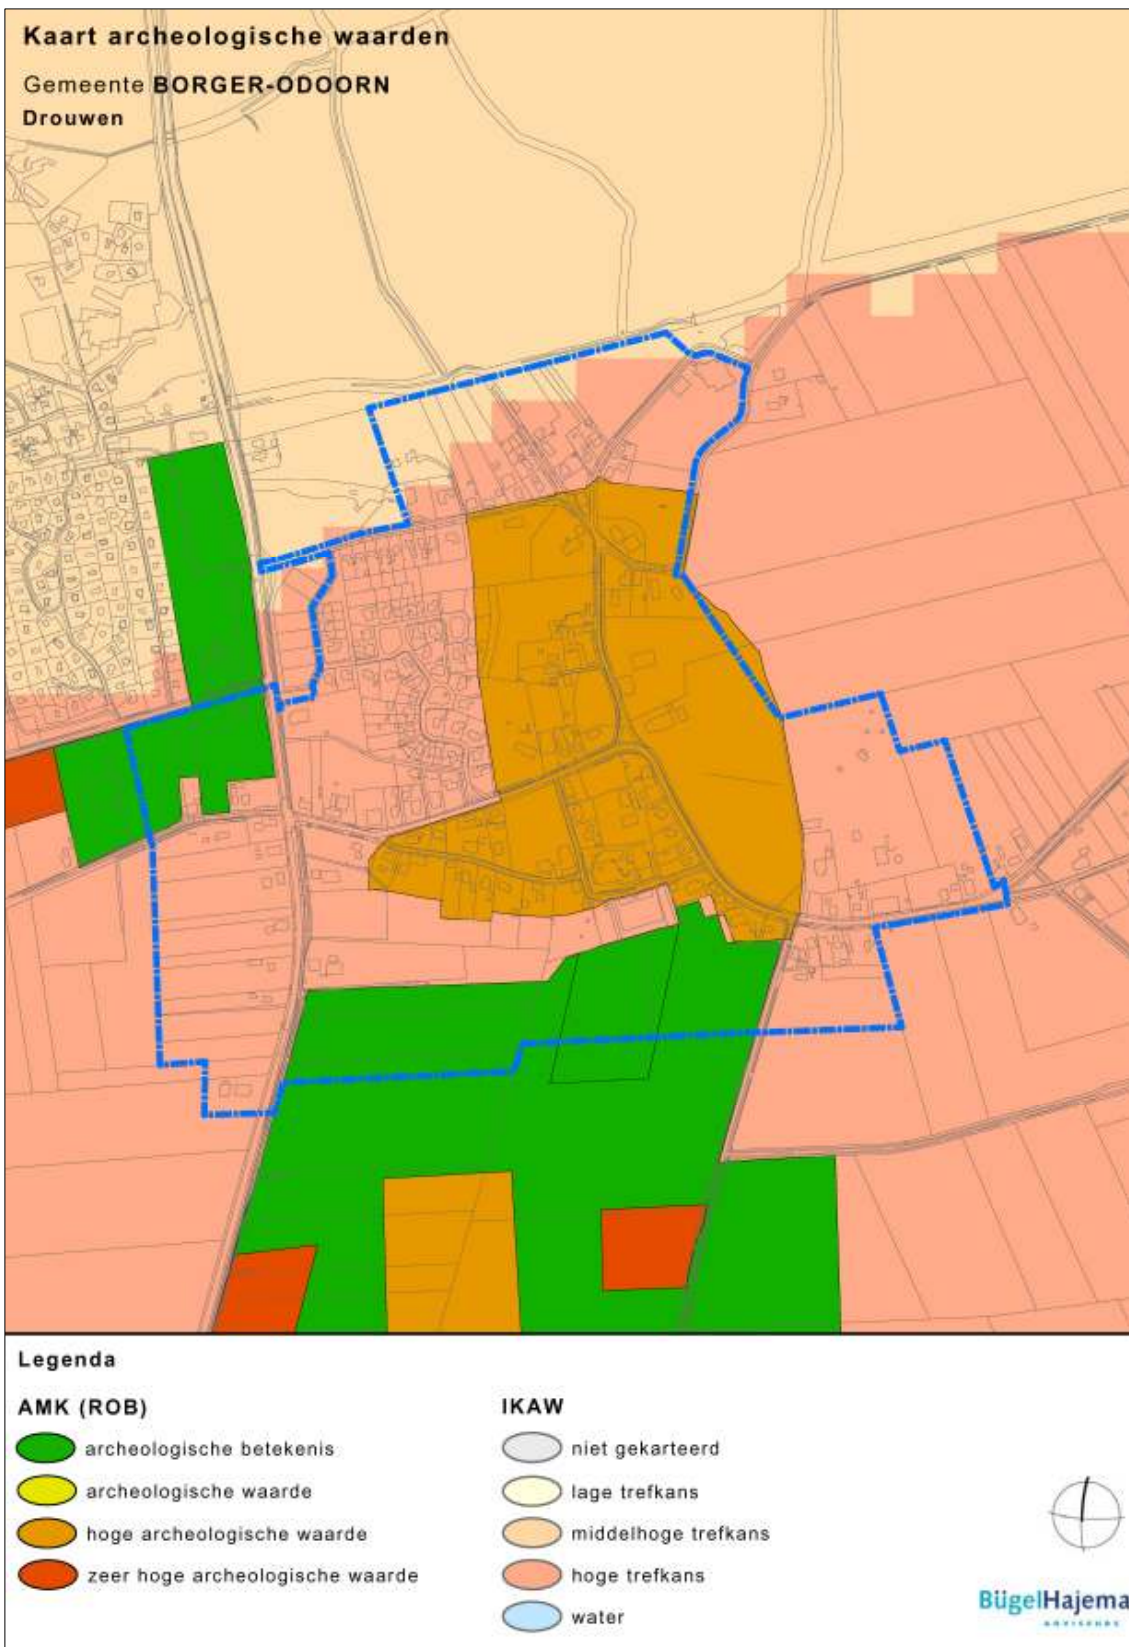 Kaart archeologische waarden
Gemeente BORGER-ODOORN
Drouwen
Legenda
AMK (ROB)
archeologische betekenis
archeologische waarde
hoge archeologische waarde
zeer hoge archeologische waarde
IKAW
niet gekarteerd
lage trefkans
middelhoge trefkans
hoge trefkans
water
BügelHajema
ADVISEURS